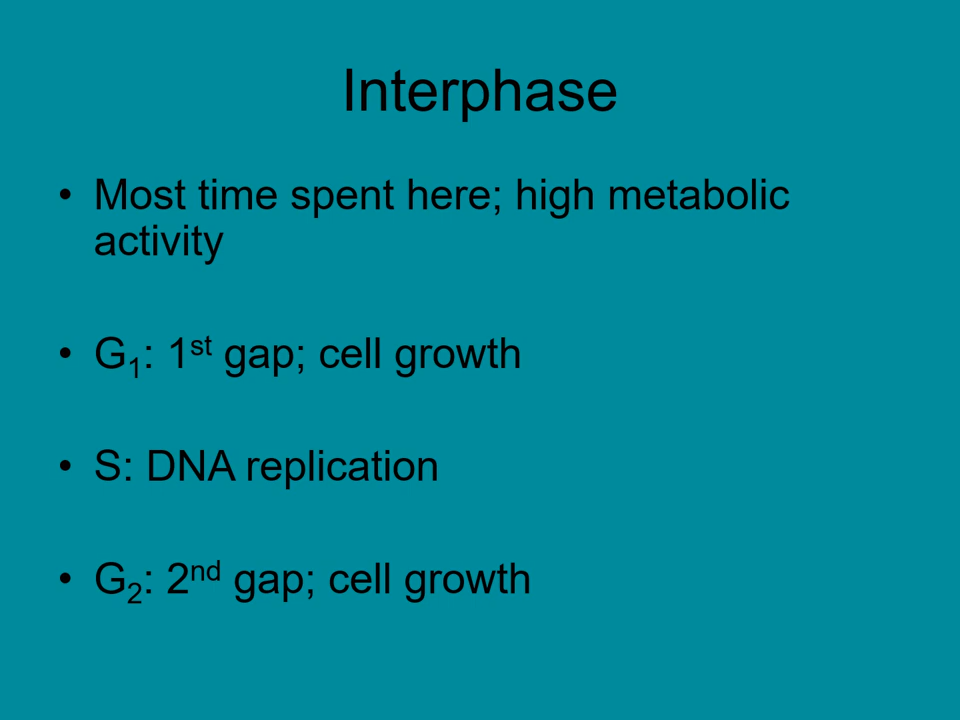 Interphase
• Most time spent here; high metabolic
activity
• G₁: 1ˢᵗ gap; cell growth
• S: DNA replication
• G₂: 2ⁿᵈ gap; cell growth